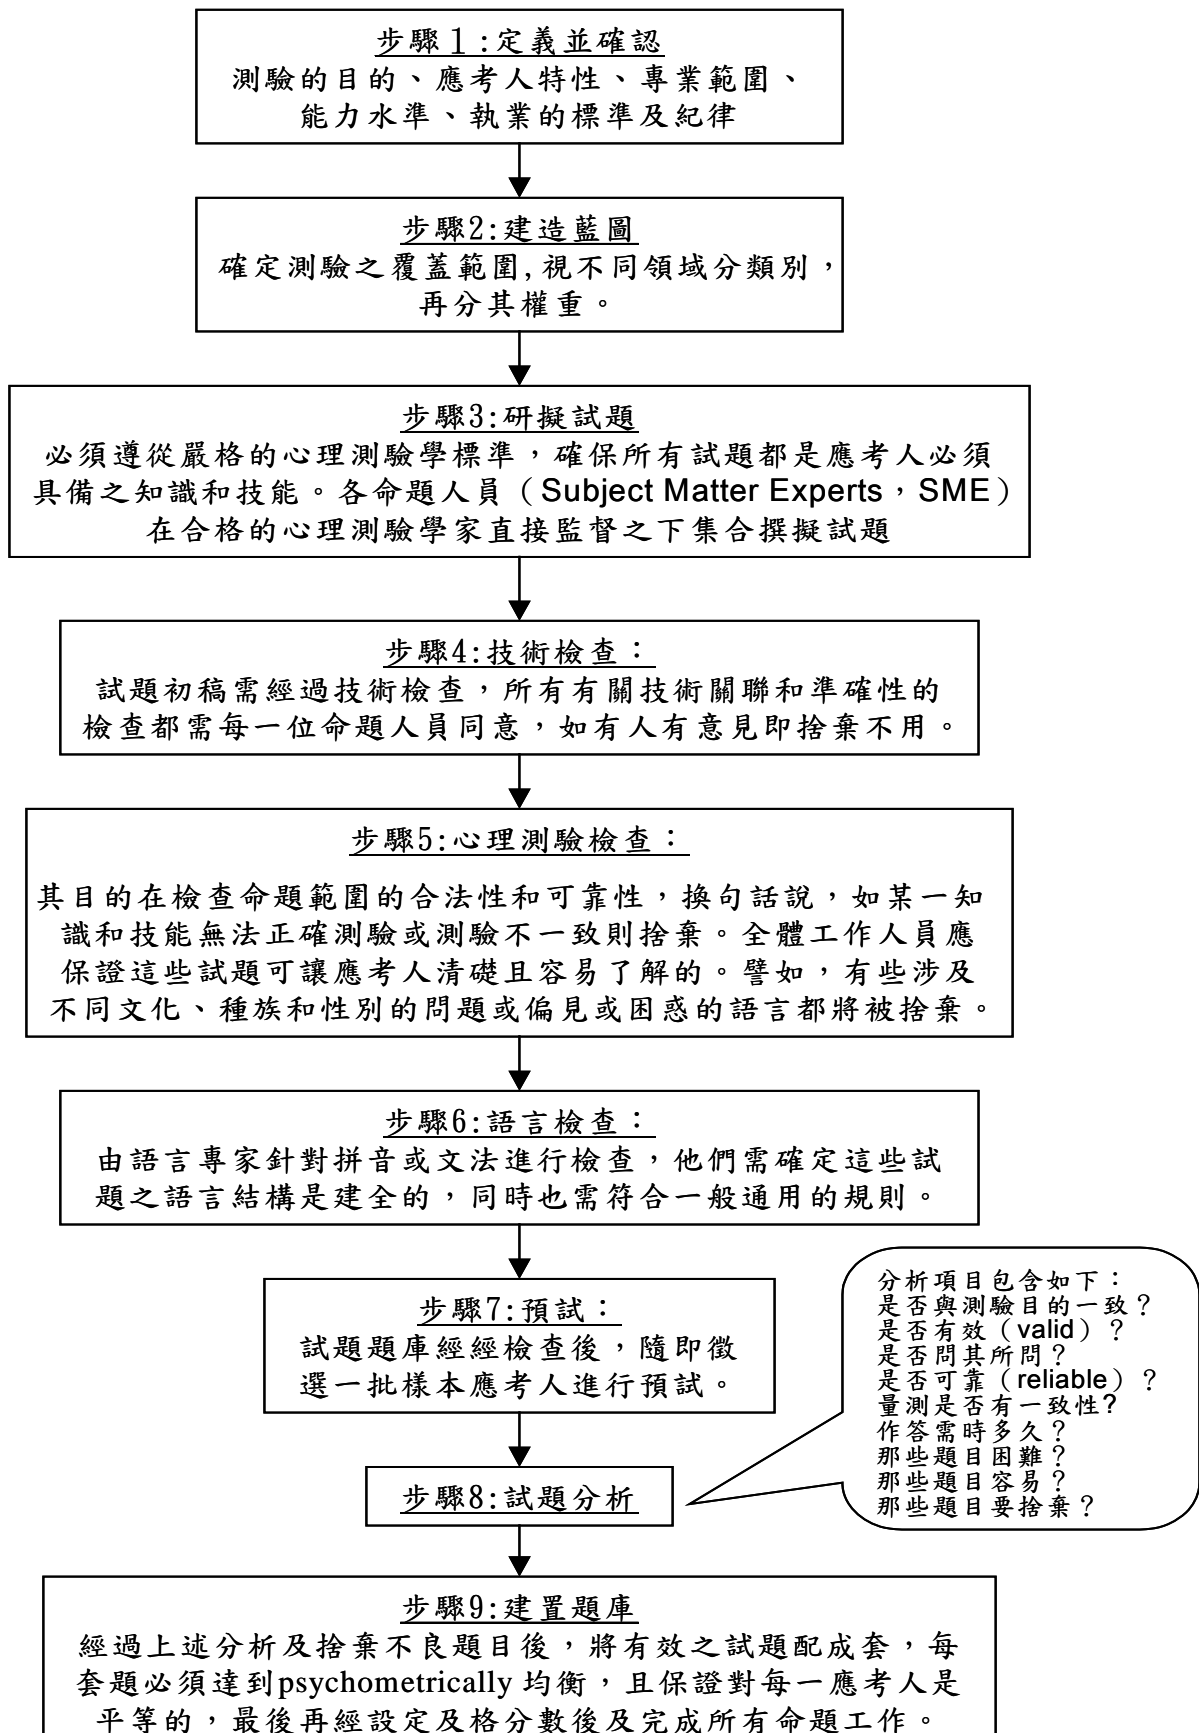 步驟1:定義並確認
測驗的目的、應考人特性、專業範圍、
能力水準、執業的標準及紀律
步驟2:建造藍圖
確定測驗之覆蓋範圍,視不同領域分類別，
再分其權重。
步驟3:研擬試題
必須遵從嚴格的心理測驗學標準，確保所有試題都是應考人必須
具備之知識和技能。各命題人員（Subject Matter Experts，SME）
在合格的心理測驗學家直接監督之下集合撰擬試題
步驟4:技術檢查：
試題初稿需經過技術檢查，所有有關技術關聯和準確性的
檢查都需每一位命題人員同意，如有人有意見即捨棄不用。
步驟5:心理測驗檢查：
其目的在檢查命題範圍的合法性和可靠性，換句話說，如某一知
識和技能無法正確測驗或測驗不一致則捨棄。全體工作人員應
保證這些試題可讓應考人清礎且容易了解的。譬如，有些涉及
不同文化、種族和性別的問題或偏見或困惑的語言都將被捨棄。
步驟6:語言檢查：
由語言專家針對拼音或文法進行檢查，他們需確定這些試
題之語言結構是建全的，同時也需符合一般通用的規則。
步驟7:預試：
試題題庫經經檢查後，隨即徵
選一批樣本應考人進行預試。
步驟8:試題分析
分析項目包含如下：
是否與測驗目的一致？
是否有效（valid）？
是否問其所問？
是否可靠（reliable）？
量測是否有一致性?
作答需時多久？
那些題目困難？
那些題目容易？
那些題目要捨棄？
步驟9:建置題庫
經過上述分析及捨棄不良題目後，將有效之試題配成套，每
套題必須達到psychometrically 均衡，且保證對每一應考人是
平等的，最後再經設定及格分數後及完成所有命題工作。